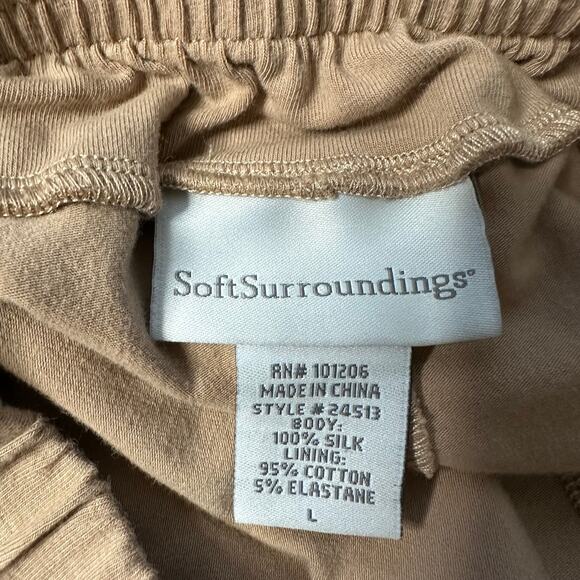 SoftSurroundings®
RN# 101206
MADE IN CHINA
STYLE #24513
BODY:
100% SILK
LINING:
95% COTTON
5% ELASTANE
L